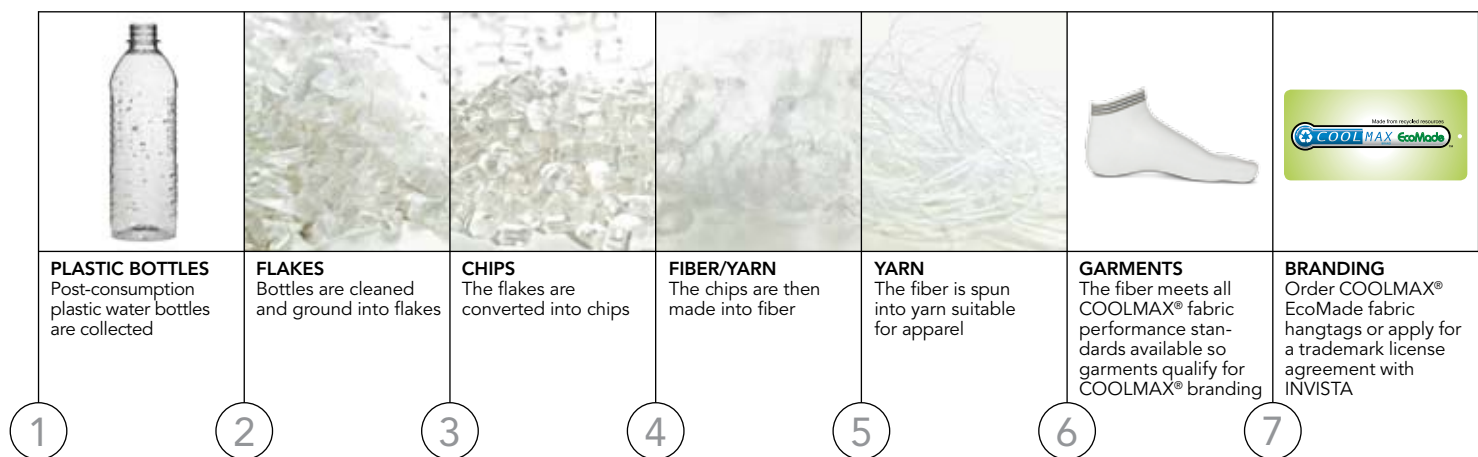 Made from recycled resources
COOLMAX EcoMade
PLASTIC BOTTLES
Post-consumption
plastic water bottles
are collected
FLAKES
Bottles are cleaned
and ground into flakes
CHIPS
The flakes are
converted into chips
FIBER/YARN
The chips are then
made into fiber
YARN
The fiber is spun
into yarn suitable
for apparel
GARMENTS
The fiber meets all
COOLMAX® fabric
performance stan-
dards available so
garments qualify for
COOLMAX® branding
BRANDING
Order COOLMAX®
EcoMade fabric
hangtags or apply for
a trademark license
agreement with
INVISTA
1
2
3
4
5
6
7